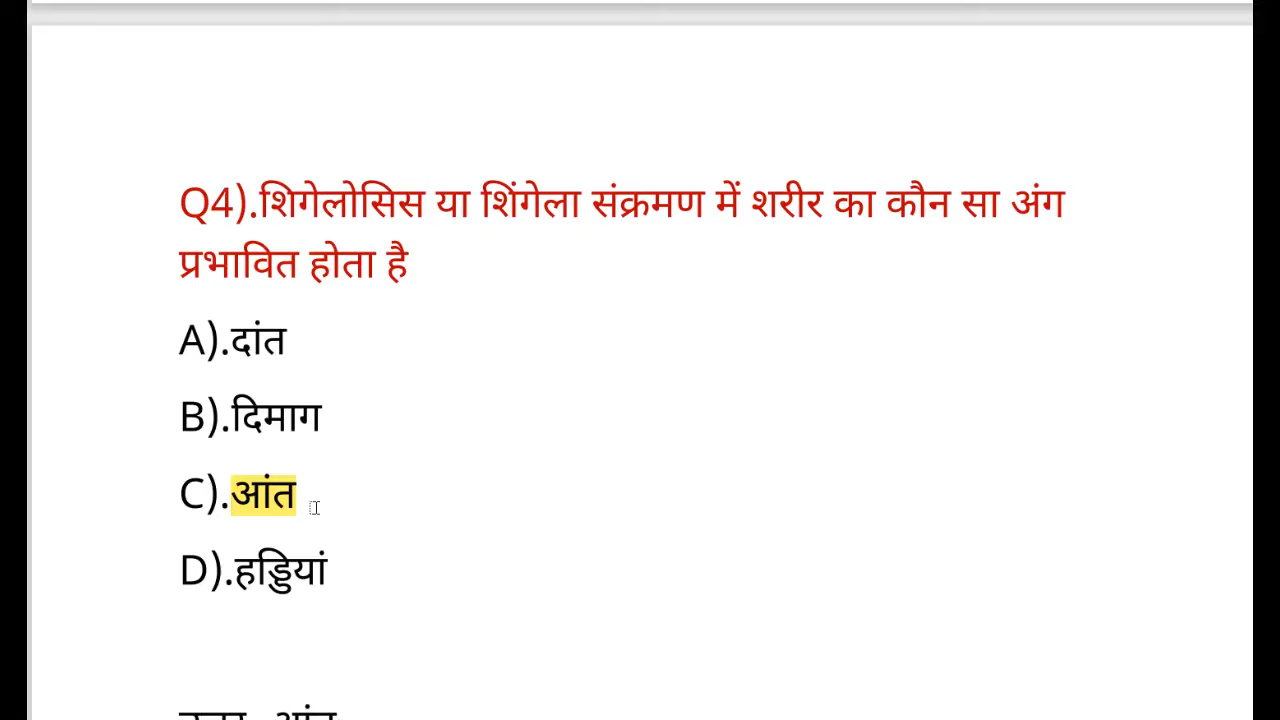 Q4).शिगेलोसिस या शिंगेला संक्रमण में शरीर का कौन सा अंग
प्रभावित होता है
A).दांत
B).दिमाग
C).आंत
D).हड्डियां